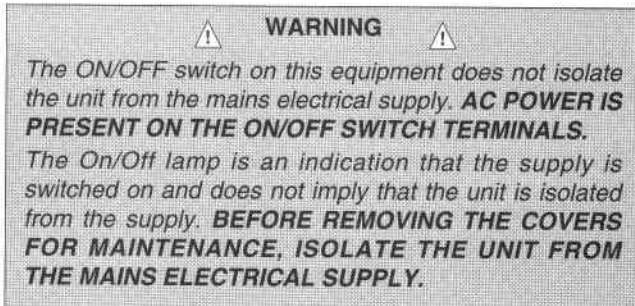 WARNING
The ON/OFF switch on this equipment does not isolate
the unit from the mains electrical supply. AC POWER IS
PRESENT ON THE ON/OFF SWITCH TERMINALS.
The On/Off lamp is an indication that the supply is
switched on and does not imply that the unit is isolated
from the supply. BEFORE REMOVING THE COVERS
FOR MAINTENANCE, ISOLATE THE UNIT FROM
THE MAINS ELECTRICAL SUPPLY.